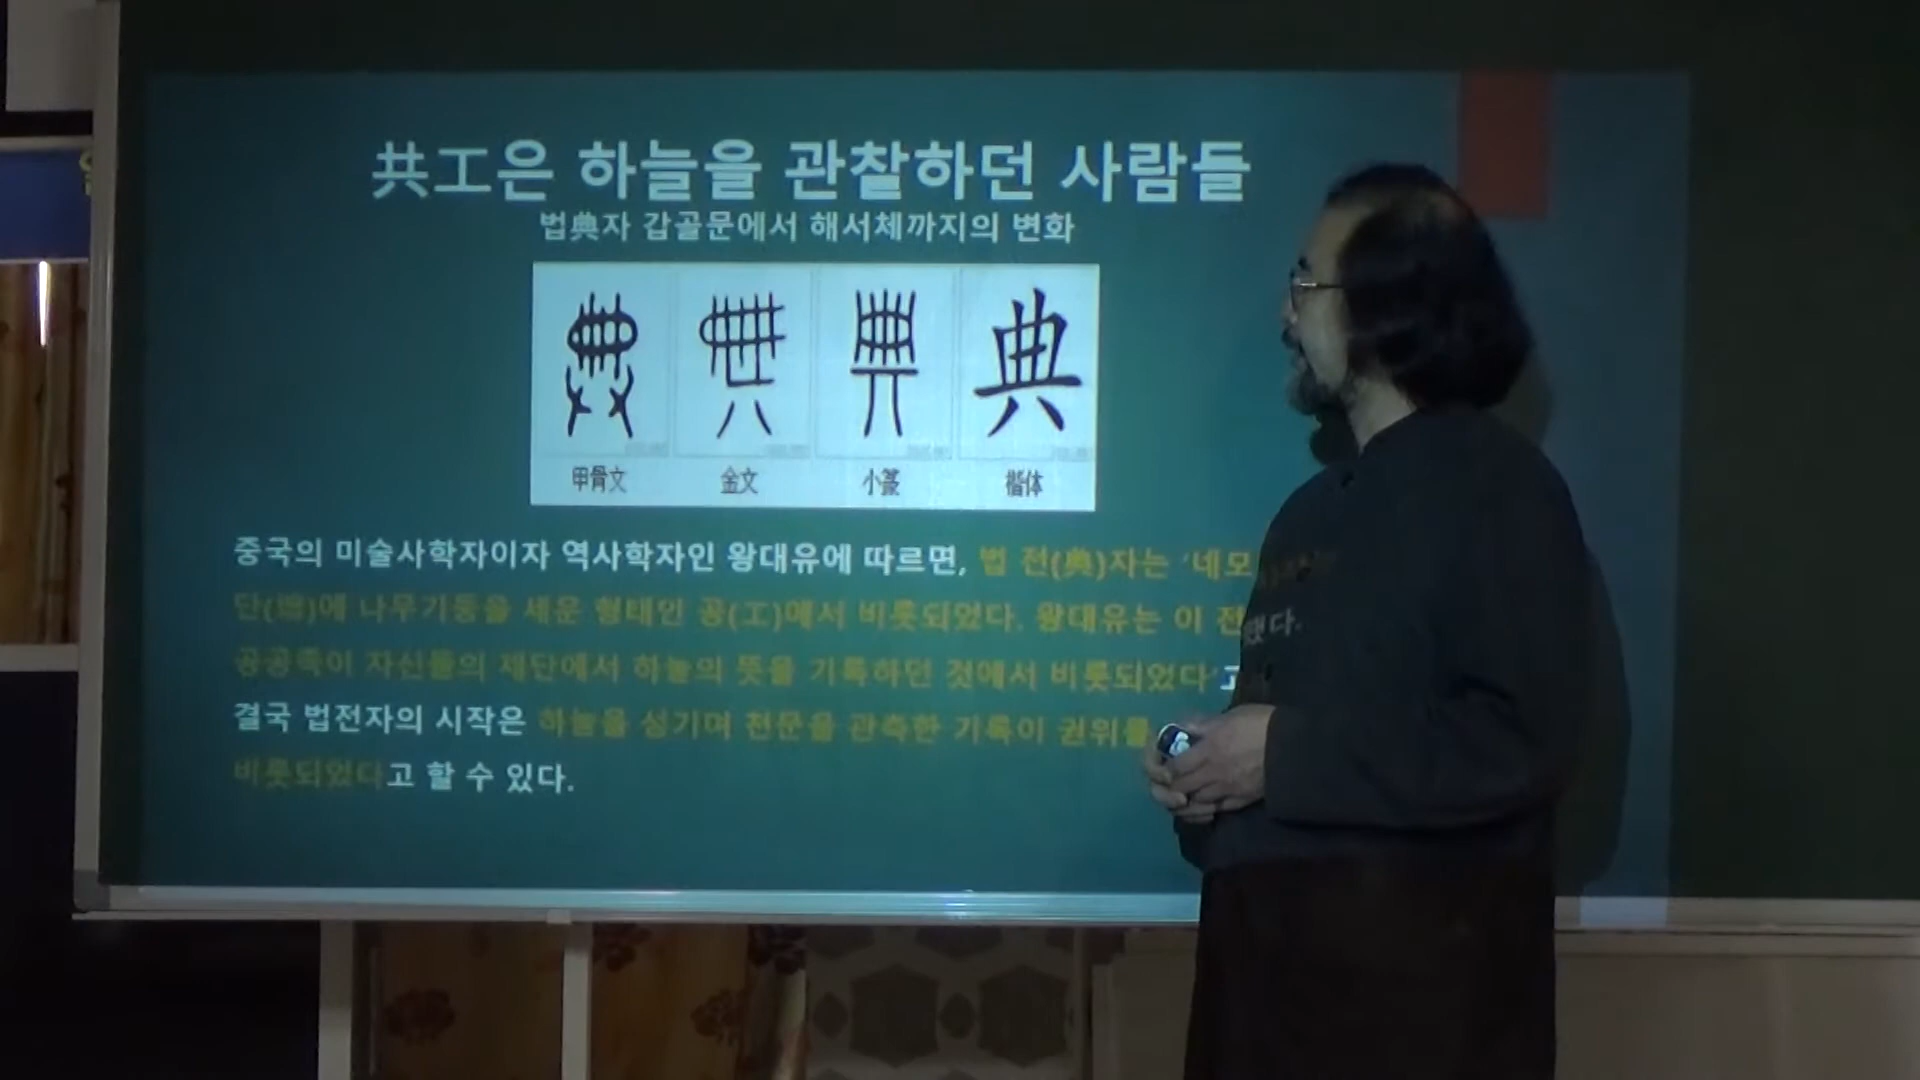 共工은 하늘을 관찰하던 사람들
법典자 갑골문에서 해서체까지의 변화
甲骨文 金文 小篆 楷体
중국의 미술사학자이자 역사학자인 왕대유에 따르면, 법 전(典)자는 ‘네모
단(壇)에 나무기둥을 세운 형태인 공(工)에서 비롯되었다. 왕대유는 이 전
공공족이 자신들의 제단에서 하늘의 뜻을 기록하던 것에서 비롯되었다’고
결국 법전자의 시작은 하늘을 섬기며 천문을 관측한 기록이 권위를
비롯되었다고 할 수 있다.